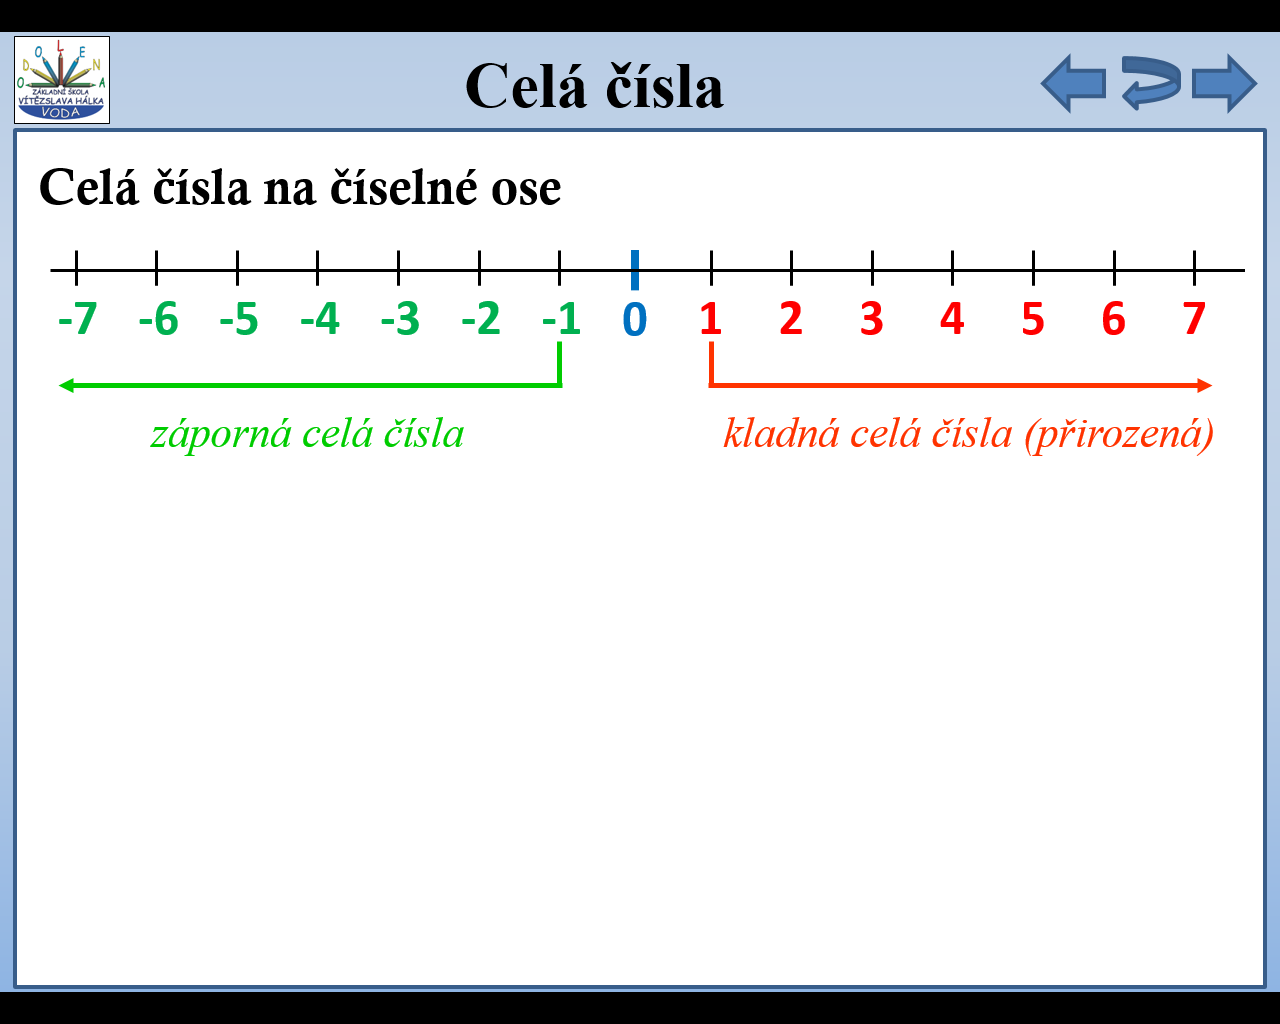 ODOLENA
ZÁKLADNÍ ŠKOLA
VÍTĚZSLAVA HÁLKA
VODA
Celá čísla
Celá čísla na číselné ose
-7 -6 -5 -4 -3 -2 -1 0 1 2 3 4 5 6 7
záporná celá čísla kladná celá čísla (přirozená)